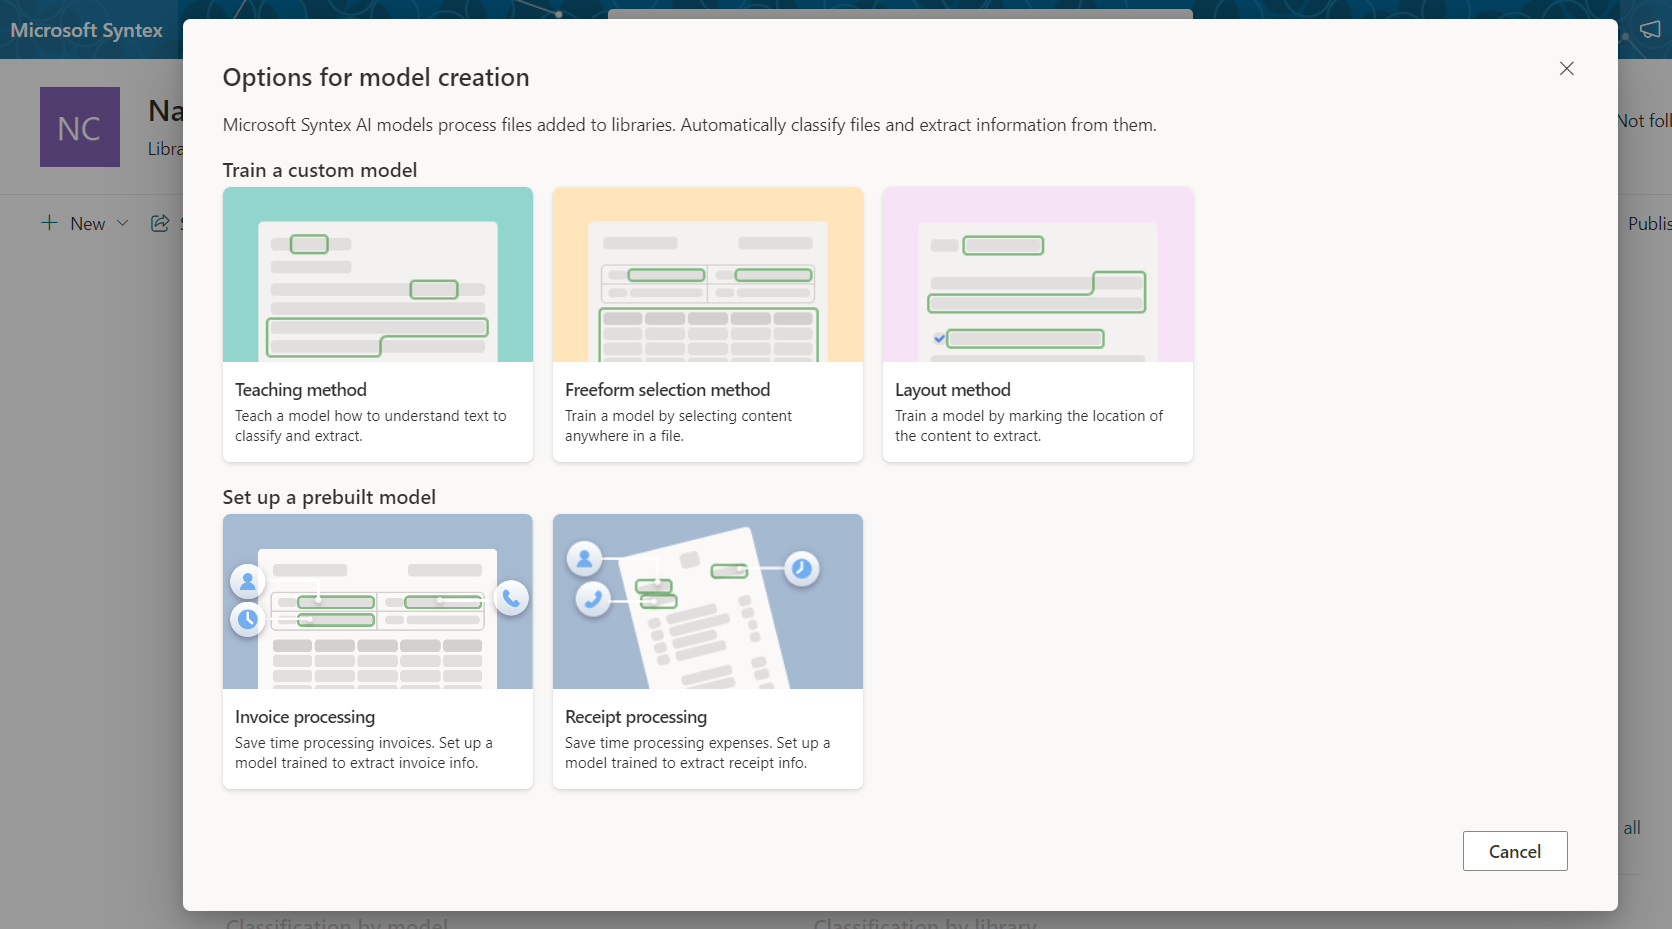 Microsoft Syntex
NC
Options for model creation
Microsoft Syntex AI models process files added to libraries. Automatically classify files and extract information from them.
Train a custom model
New
Teaching method
Teach a model how to understand text to
classify and extract.
Freeform selection method
Train a model by selecting content
anywhere in a file.
Layout method
Train a model by marking the location of
the content to extract.
Set up a prebuilt model
Invoice processing
Save time processing invoices. Set up a
model trained to extract invoice info.
Receipt processing
Save time processing expenses. Set up a
model trained to extract receipt info.
all
Cancel
Classification by model
Classification by library